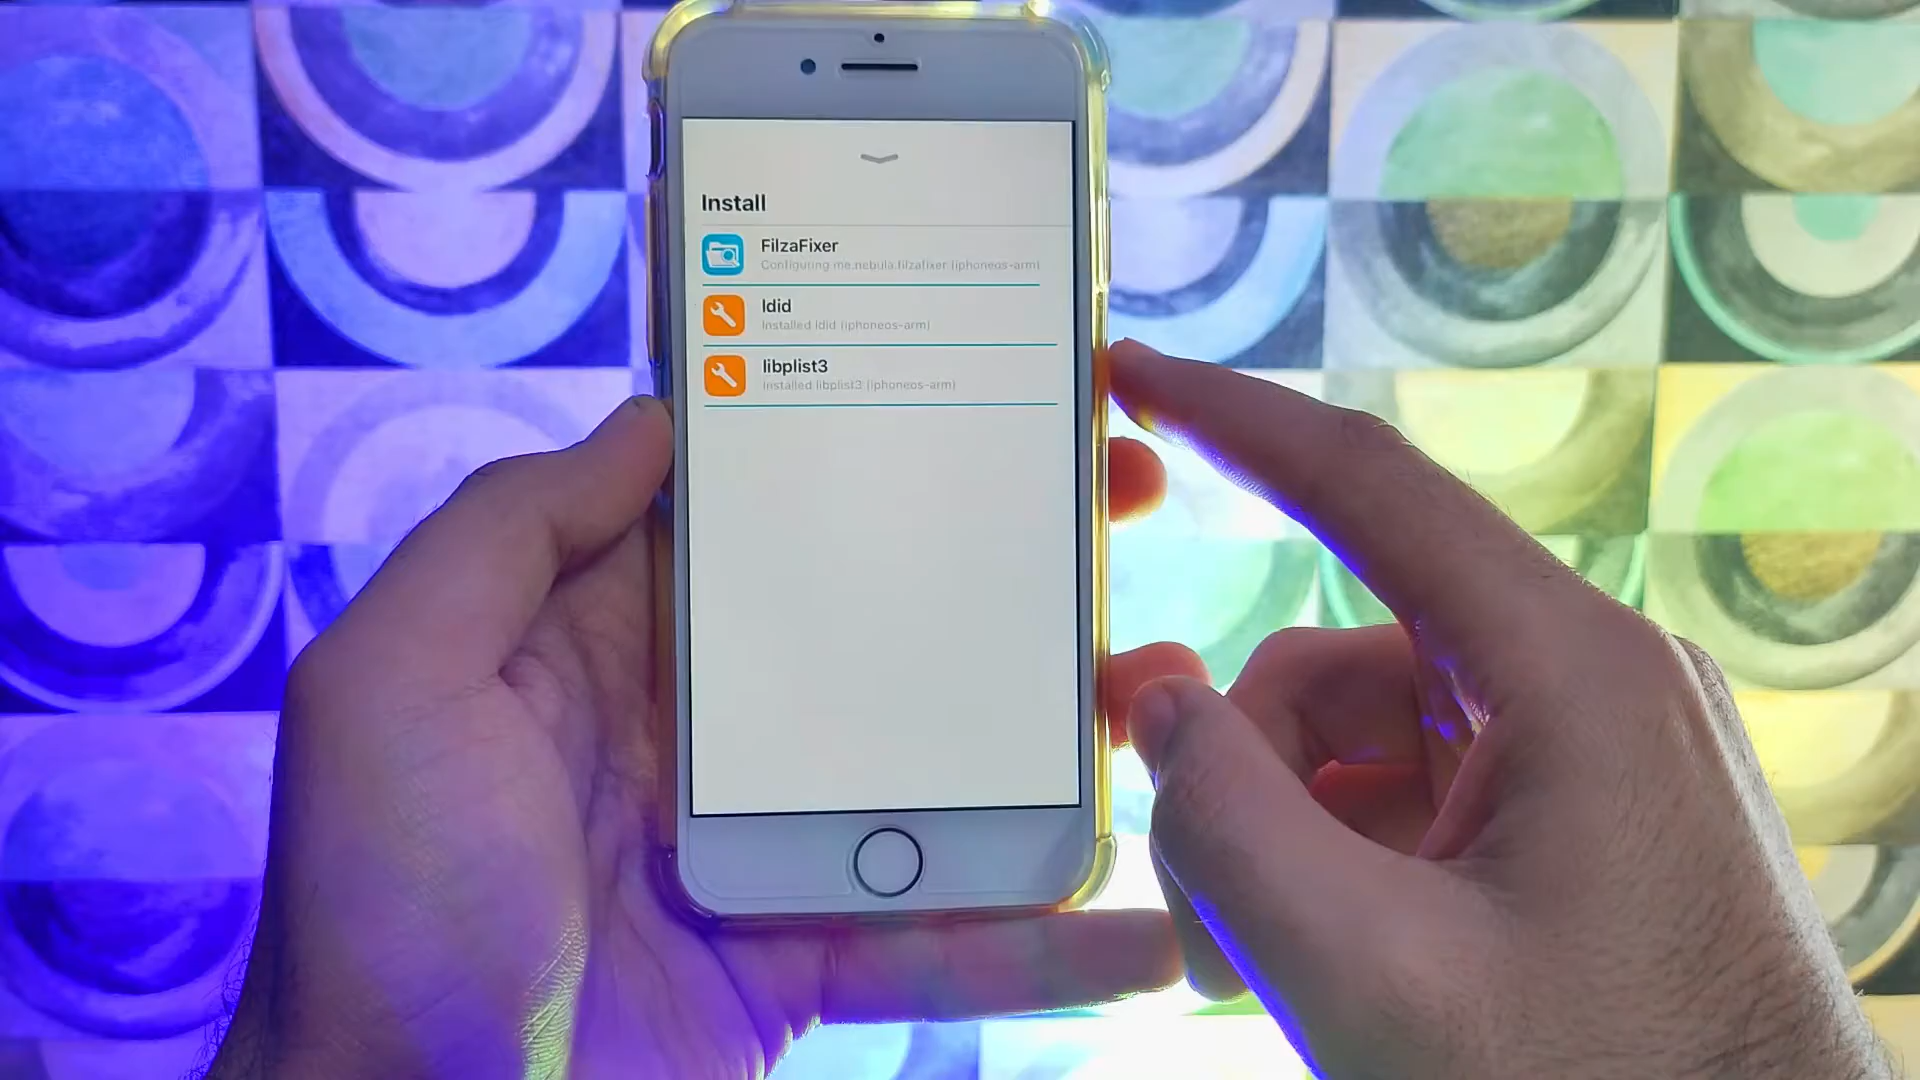 Install
FilzaFixer
Configuring me.nebula.filzafixer (iphoneos-arm)
ldid
Installed ldid (iphoneos-arm)
libplist3
Installed libplist3 (iphoneos-arm)